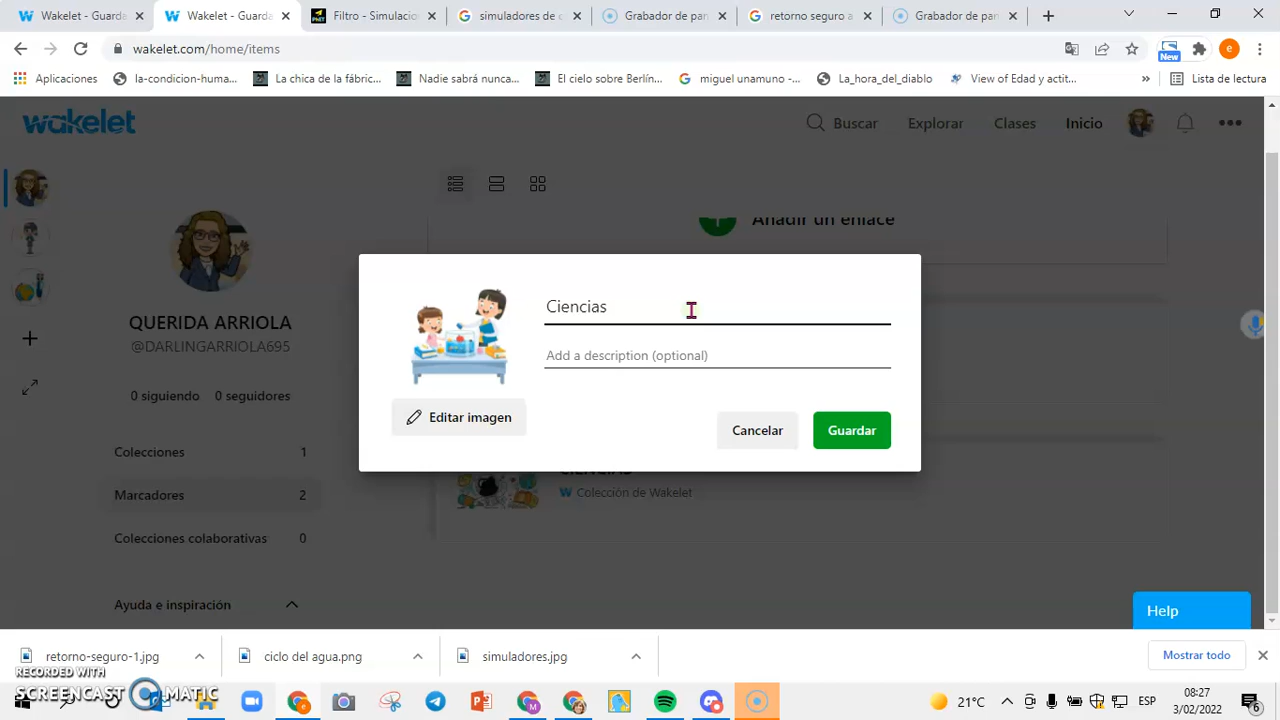 Wakelet - Guarda
Wakelet - Guarda
Filtro - Simulacio
simuladores de c
Grabador de par
retorno seguro a
Grabador de par
wakelet.com/home/items
New
e
Aplicaciones
la-condicion-huma...
La chica de la fábric...
Nadie sabrá nunca...
El cielo sobre Berlín...
miguel unamuno -...
La_hora_del_diablo
View of Edad y actit...
»
Lista de lectura
wakelet
Buscar
Explorar
Clases
Inicio
Añadir un enlace
QUERIDA ARRIOLA
@DARLINGARRIOLA695
0 siguiendo
0 seguidores
Colecciones 1
Marcadores 2
Colecciones colaborativas 0
Ayuda e inspiración
Ciencias
Add a description (optional)
Editar imagen
Cancelar
Guardar
CIENCIAS
W Colección de Wakelet
Help
retorno-seguro-1.jpg
ciclo del agua.png
simuladores.jpg
Mostrar todo
RECORDED WITH
SCREENCAST MATIC
21°C
ESP
08:27
3/02/2022
6